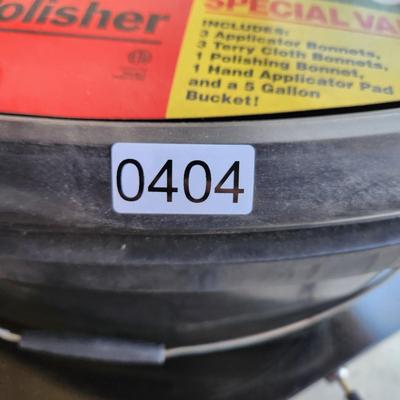 olisher
SPECIAL VA
INCLUDES:
3 Applicator Bonnets,
3 Terry Cloth Bonnets,
1 Polishing Bonnet,
1 Hand Applicator Pad
and a 5 Gallon
Bucket!
0404